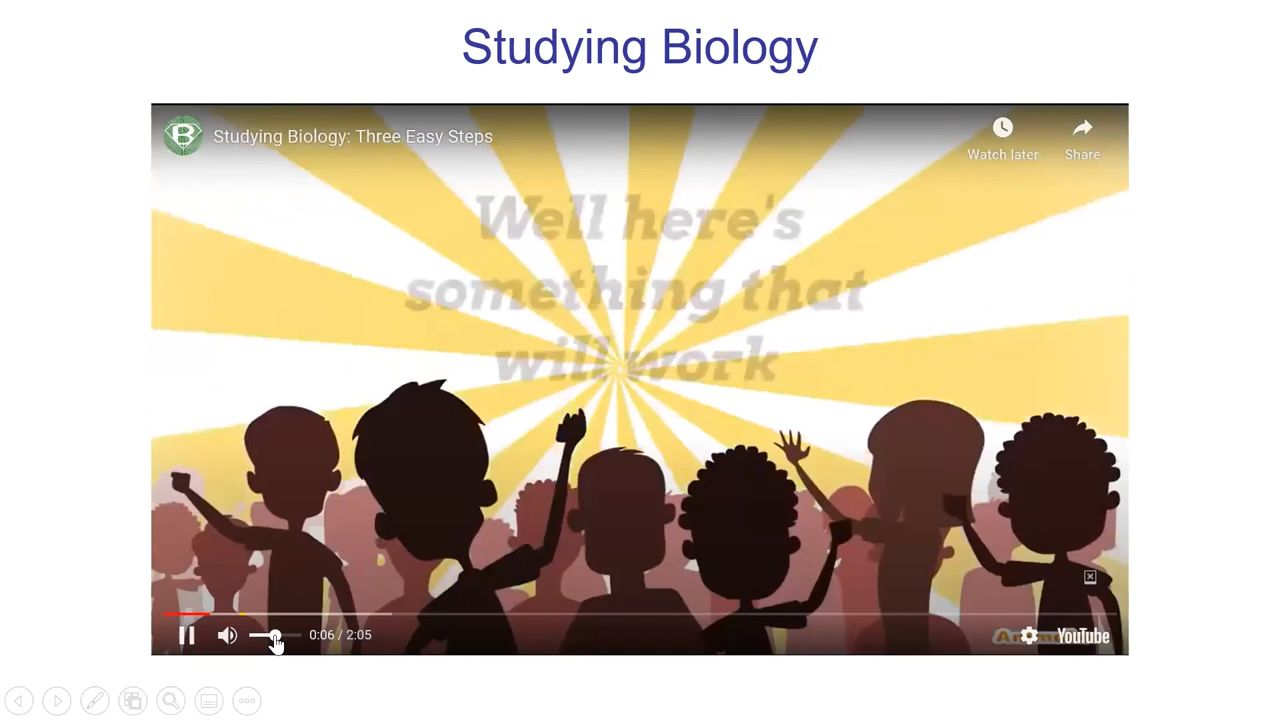 Studying Biology
B
Studying Biology: Three Easy Steps
Watch later
Share
Well here's
something that
will work
0:06 / 2:05
YouTube